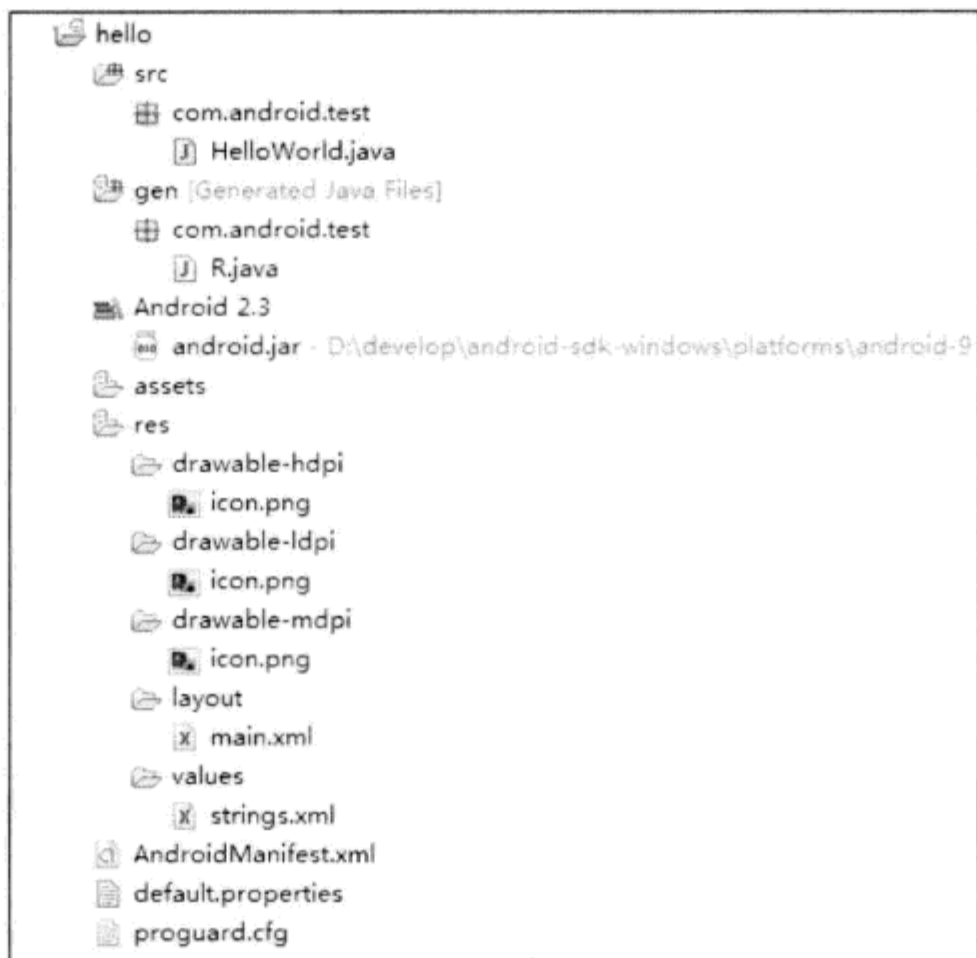 hello
src
com.android.test
HelloWorld.java
gen [Generated Java Files]
com.android.test
R.java
Android 2.3
android.jar - D:\develop\android-sdk-windows\platforms\android-9
assets
res
drawable-hdpi
icon.png
drawable-ldpi
icon.png
drawable-mdpi
icon.png
layout
main.xml
values
strings.xml
AndroidManifest.xml
default.properties
proguard.cfg